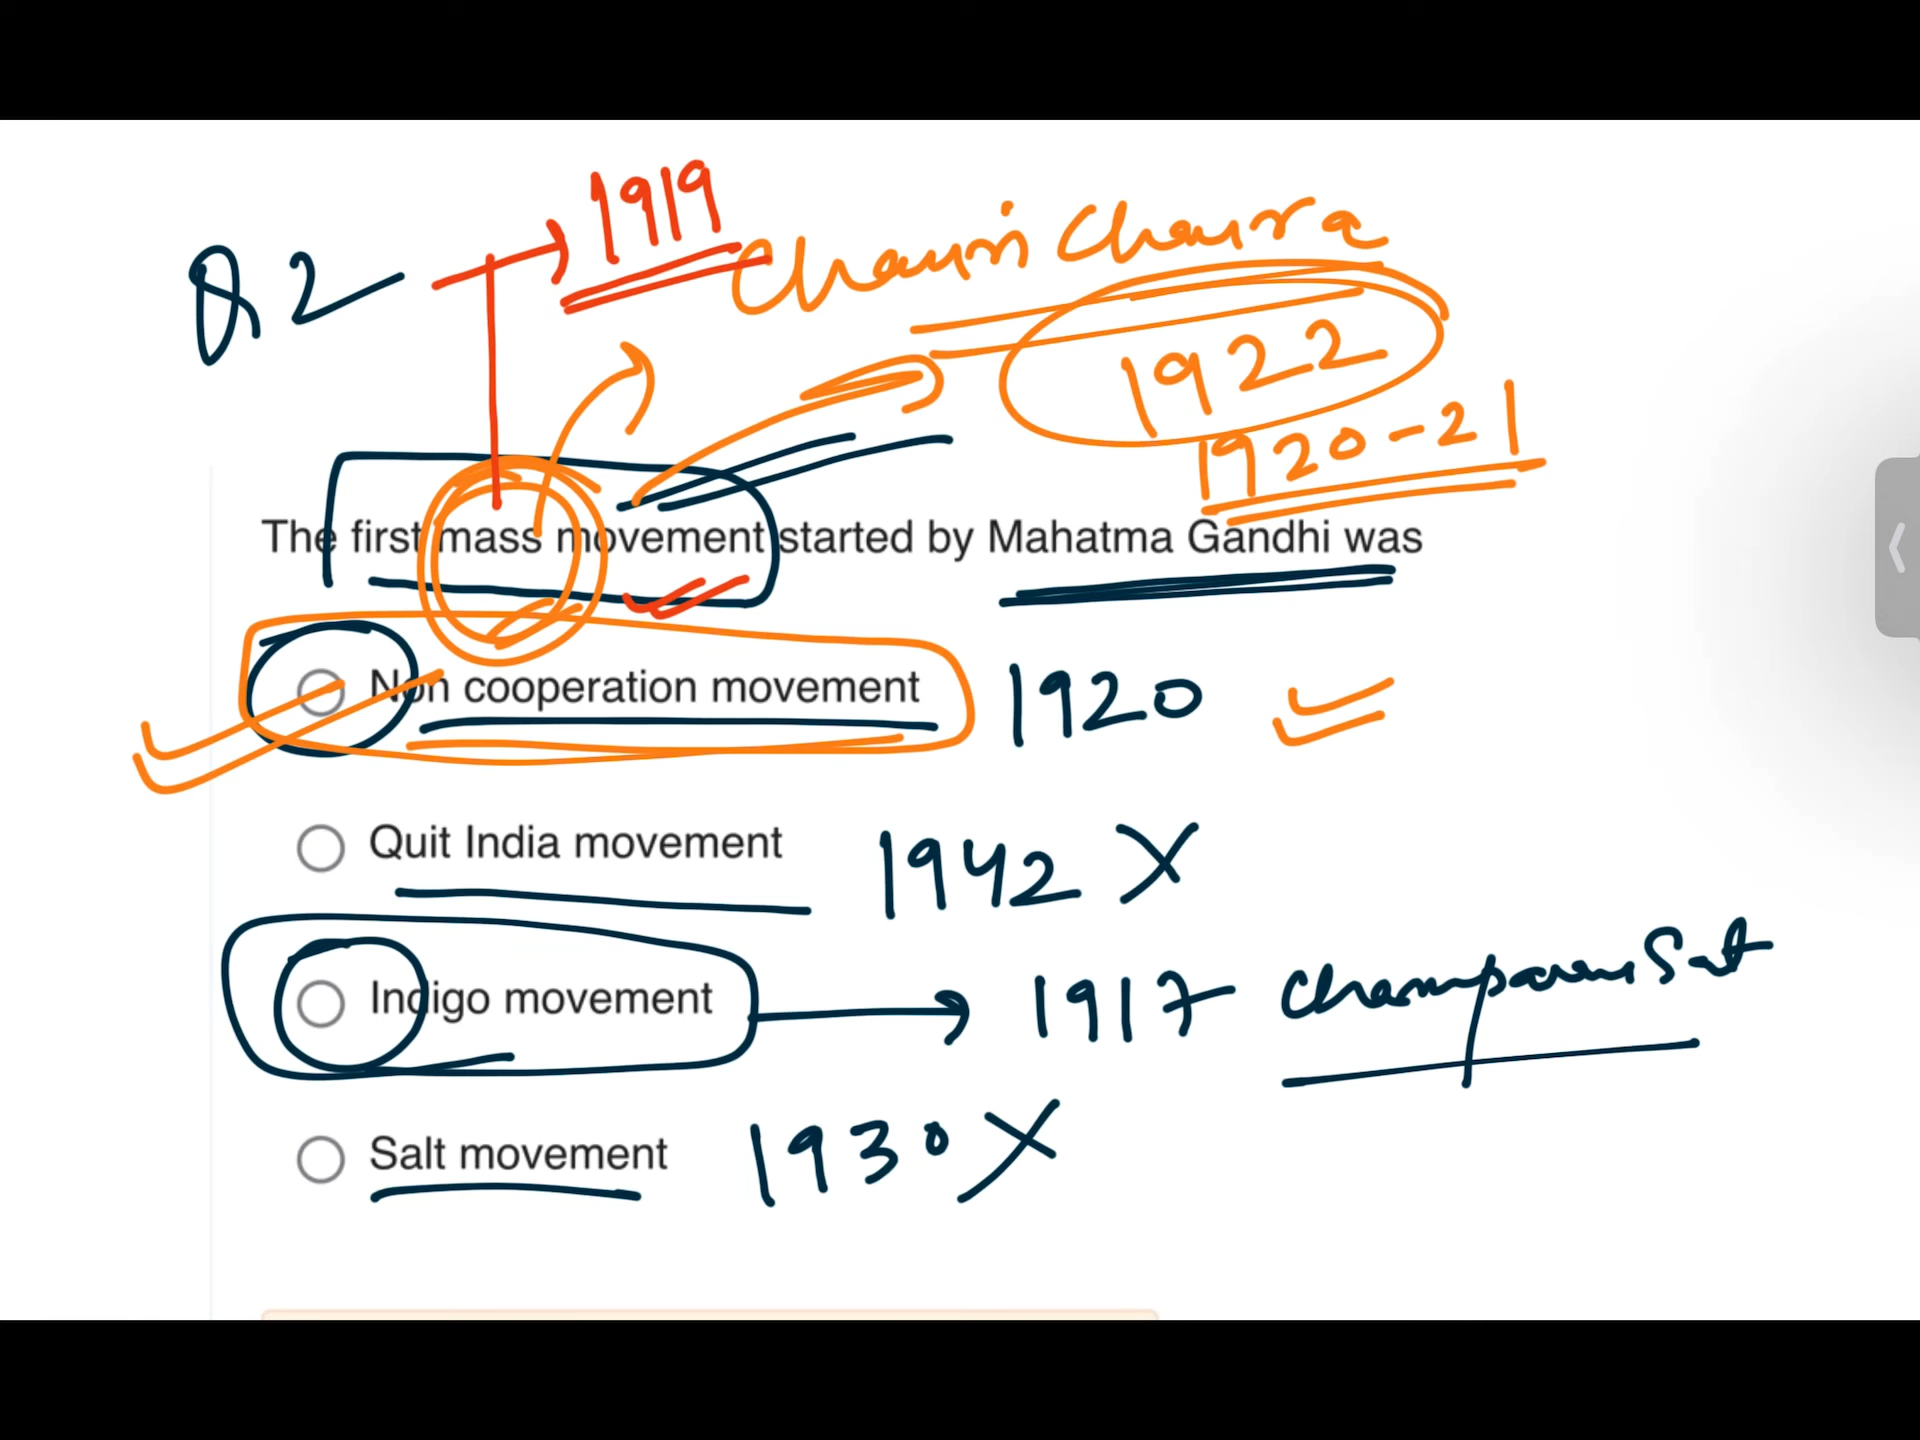 Q2 → 1919 Chauri Chaura
1922
1920-21
The first mass movement started by Mahatma Gandhi was
Non cooperation movement 1920
Quit India movement 1942 X
Indigo movement → 1917 Champaran Sat
Salt movement 1930 X